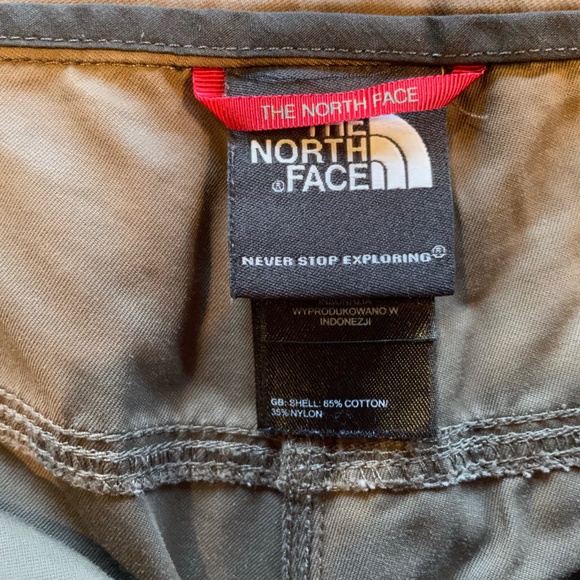 THE NORTH FACE
THE
NORTH
®FACE
NEVER STOP EXPLORING®
WYPRODUKOWANO W
INDONEZJI
GB: SHELL: 65% COTTON/
35% NYLON